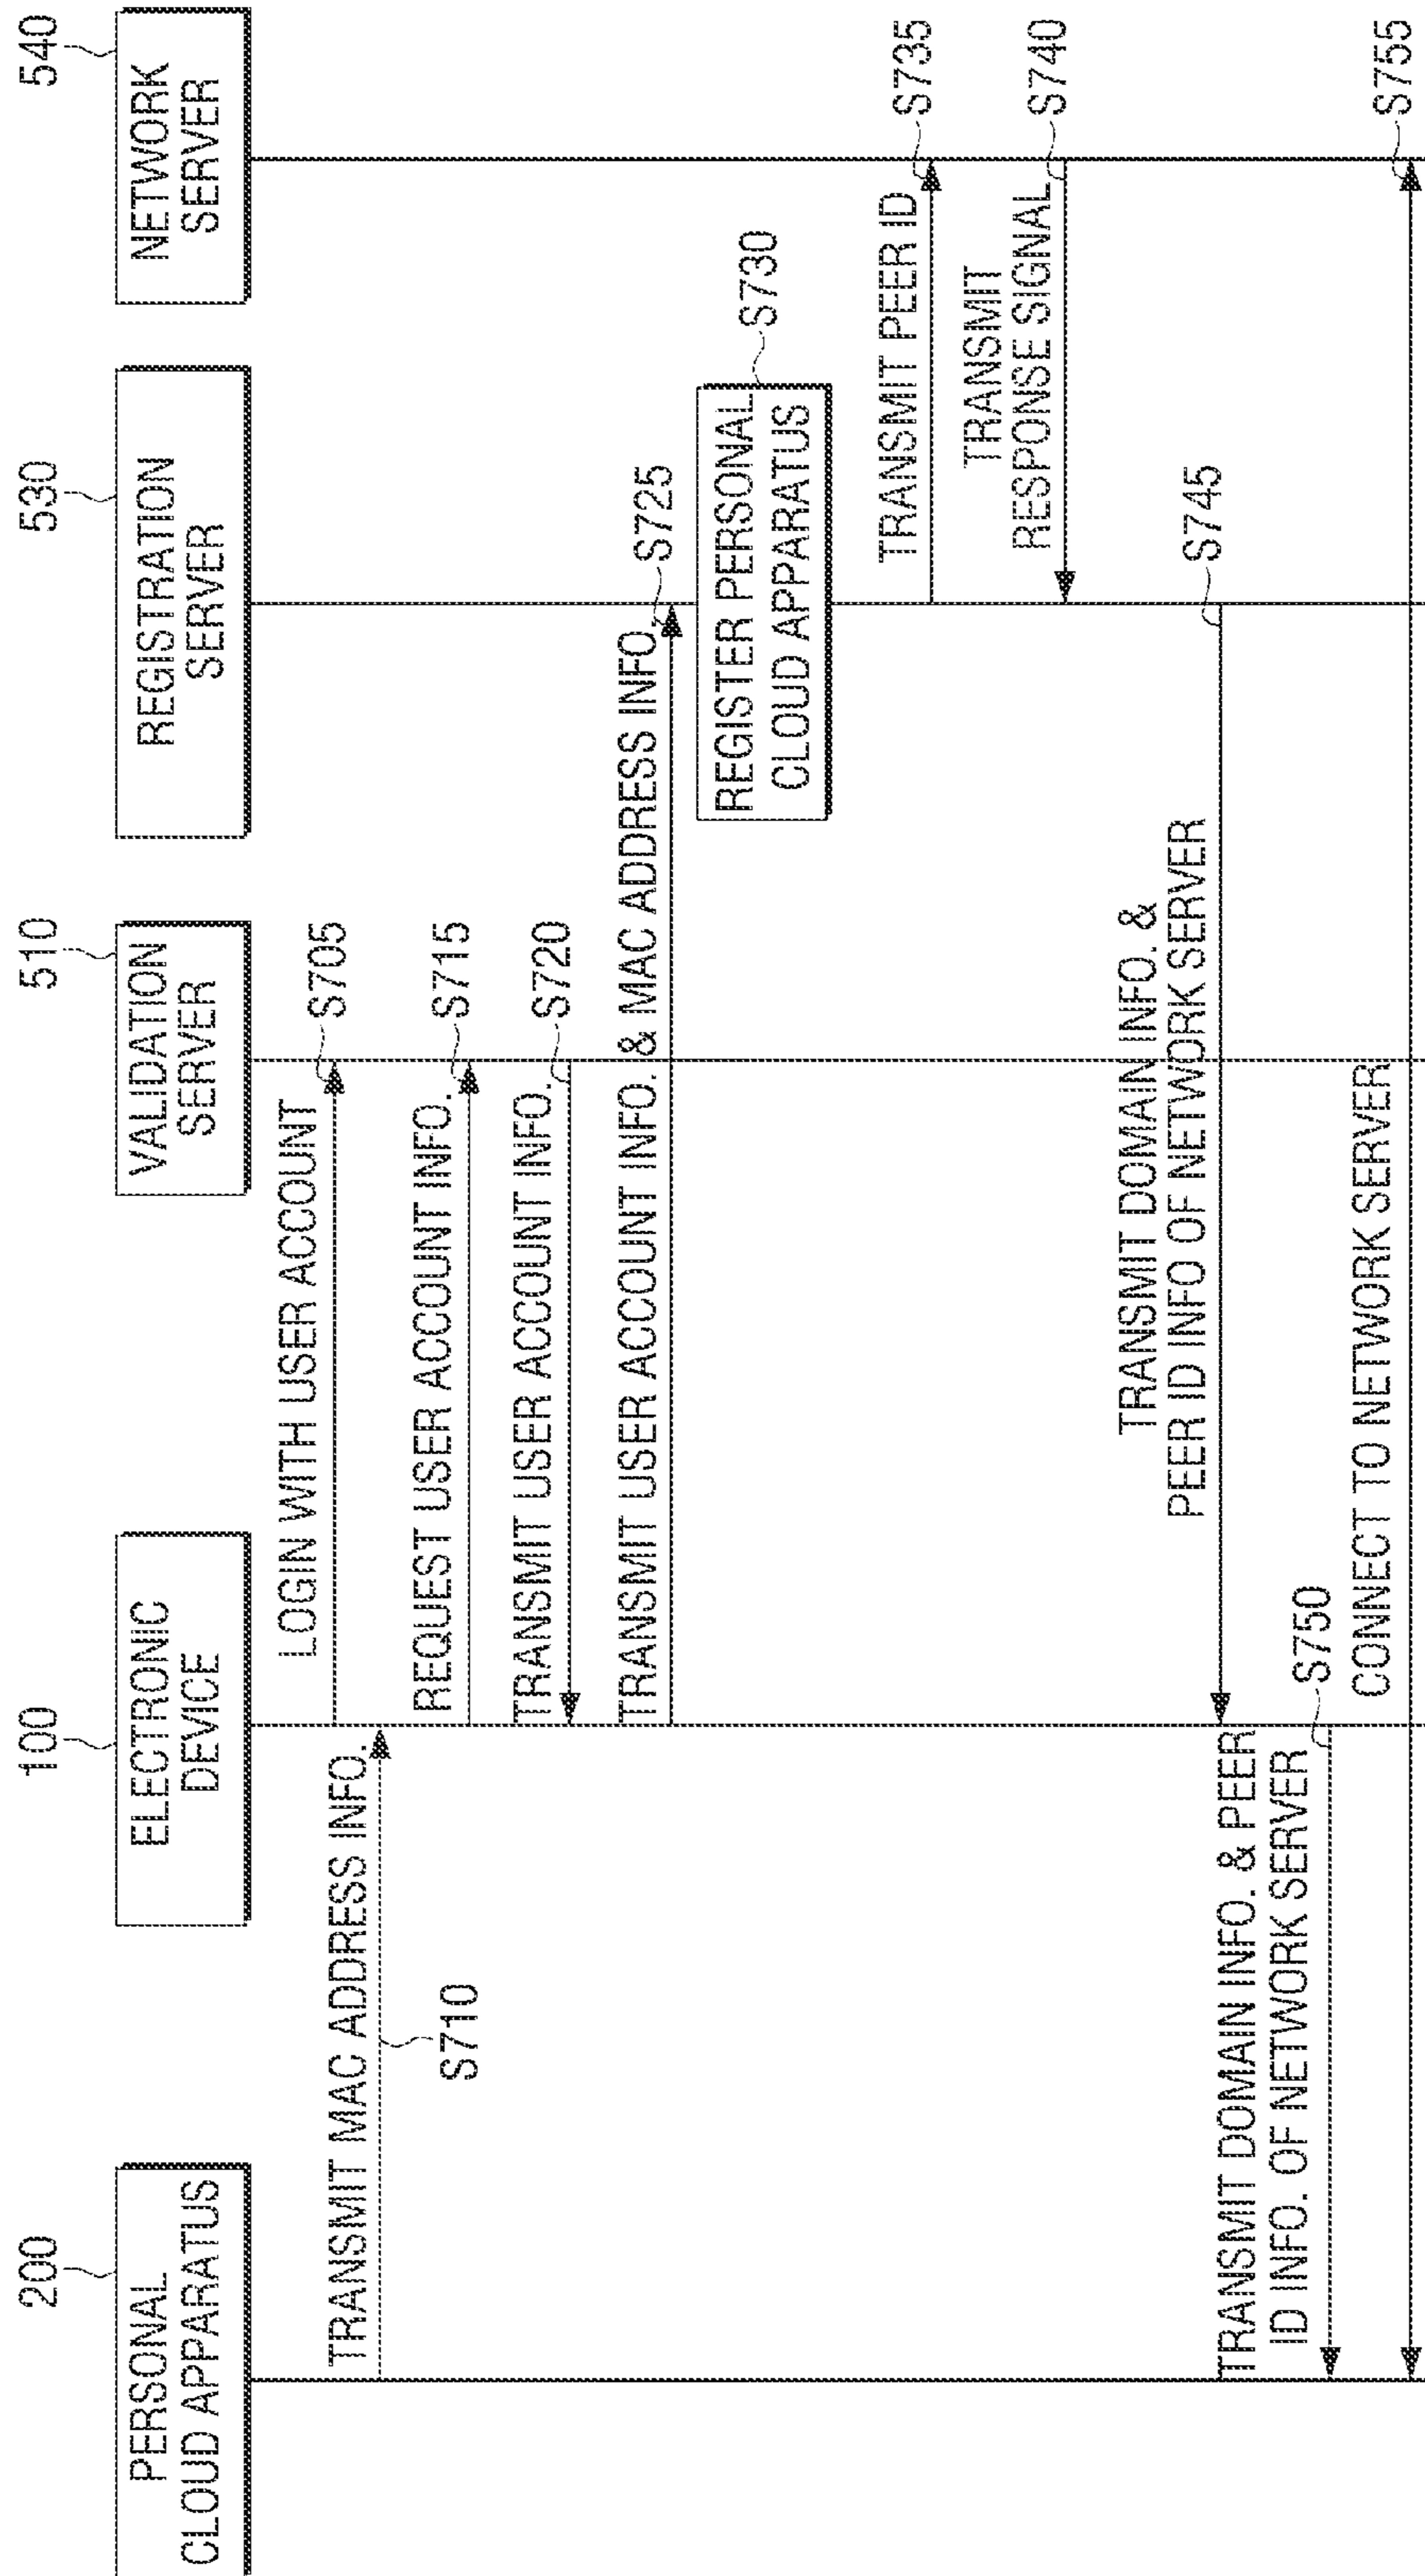 200
PERSONAL
CLOUD APPARATUS
100
ELECTRONIC
DEVICE
510
VALIDATION
SERVER
530
REGISTRATION
SERVER
540
NETWORK
SERVER
LOGIN WITH USER ACCOUNT
S705
TRANSMIT MAC ADDRESS INFO.
S710
REQUEST USER ACCOUNT INFO.
S715
TRANSMIT USER ACCOUNT INFO.
S720
TRANSMIT USER ACCOUNT INFO. & MAC ADDRESS INFO.
S725
REGISTER PERSONAL
CLOUD APPARATUS
S730
TRANSMIT PEER ID
S735
TRANSMIT
RESPONSE SIGNAL
S740
TRANSMIT DOMAIN INFO. &
PEER ID INFO OF NETWORK SERVER
S745
TRANSMIT DOMAIN INFO. & PEER
ID INFO. OF NETWORK SERVER
S750
CONNECT TO NETWORK SERVER
S755